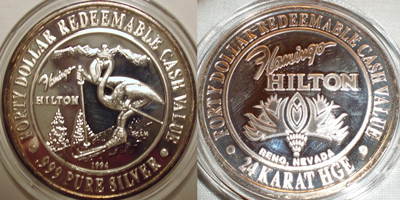 FORTY DOLLAR REDEEMABLE CASH VALUE
Flamingo
HILTON
1994
.999 PURE SILVER
FORTY DOLLAR REDEEMABLE CASH VALUE
Flamingo
HILTON
RENO, NEVADA
24 KARAT HGE